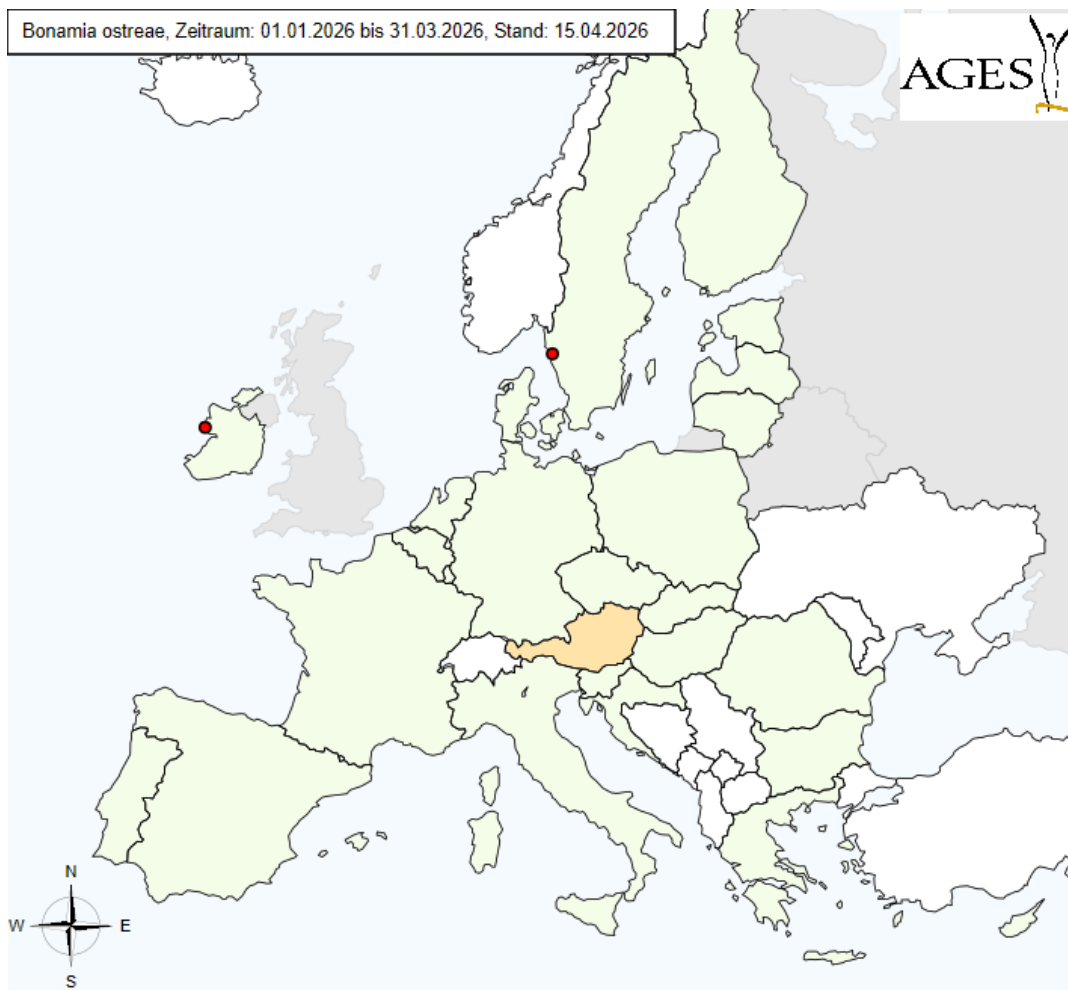 Bonamia ostreae, Zeitraum: 01.01.2026 bis 31.03.2026, Stand: 15.04.2026
AGES
N
W E
S